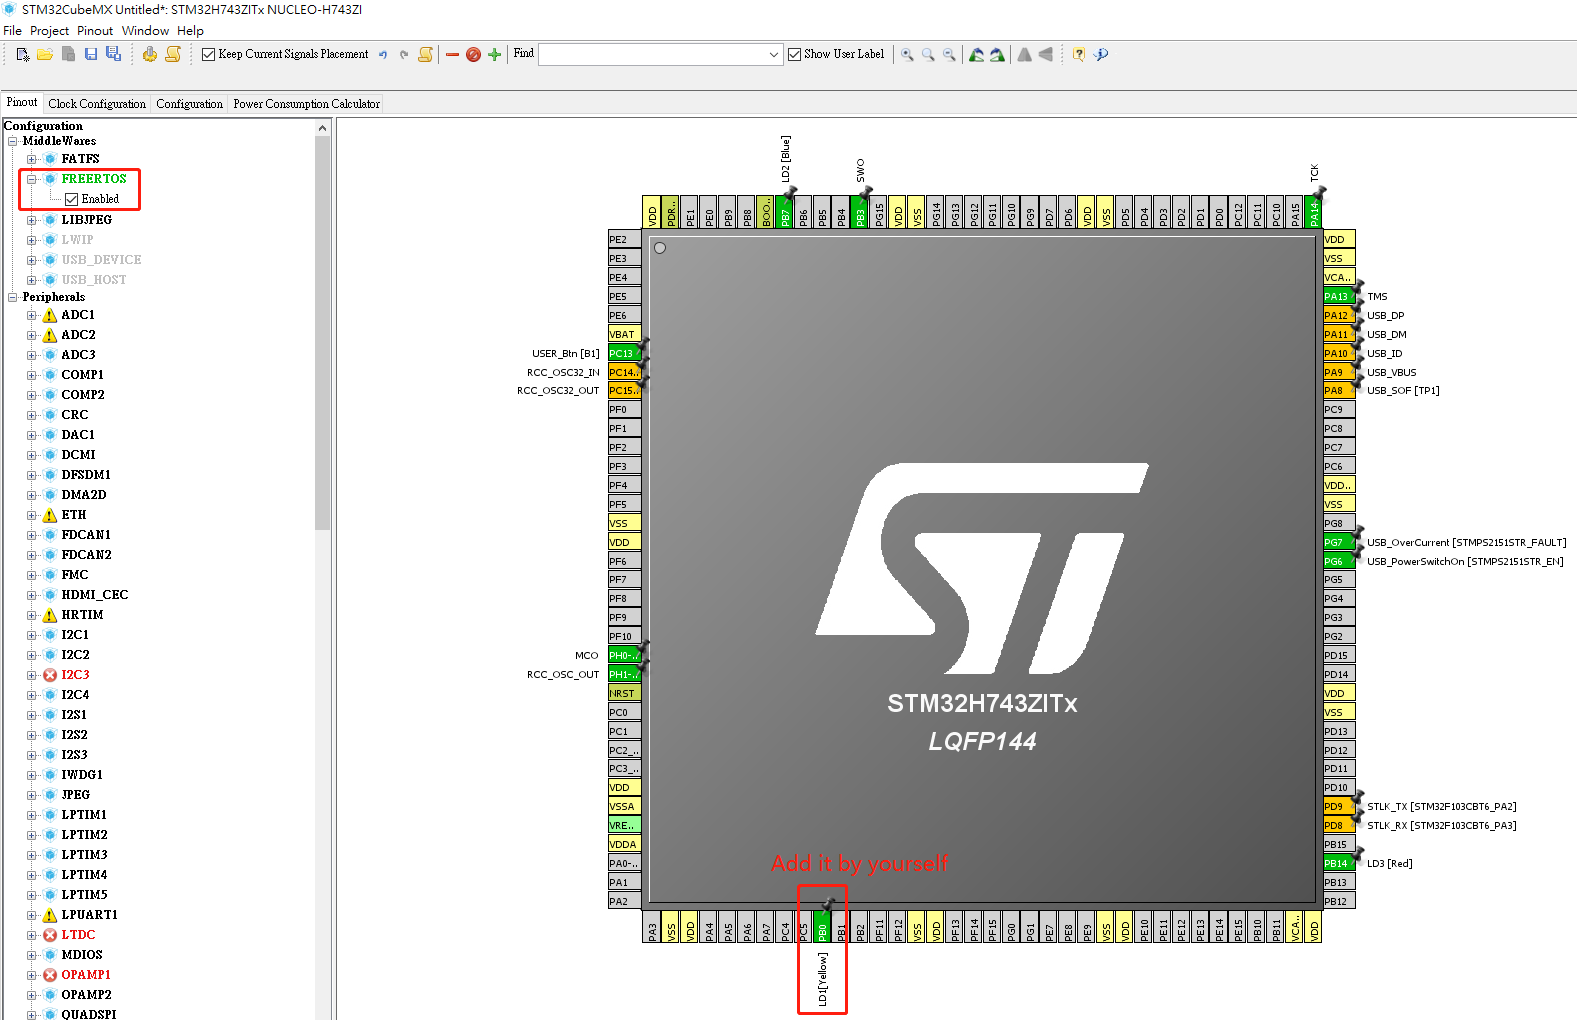 STM32CubeMX Untitled*: STM32H743ZITx NUCLEO-H743ZI
File Project Pinout Window Help
Keep Current Signals Placement
Find
Show User Label
Pinout
Clock Configuration
Configuration
Power Consumption Calculator
Configuration
MiddleWares
FATFS
FREERTOS
Enabled
LIBJPEG
LWIP
USB_DEVICE
USB_HOST
Peripherals
ADC1
ADC2
ADC3
COMP1
COMP2
CRC
DAC1
DCMI
DFSDM1
DMA2D
ETH
FDCAN1
FDCAN2
FMC
HDMI_CEC
HRTIM
I2C1
I2C2
I2C3
I2C4
I2S1
I2S2
I2S3
IWDG1
JPEG
LPTIM1
LPTIM2
LPTIM3
LPTIM4
LPTIM5
LPUART1
LTDC
MDIOS
OPAMP1
OPAMP2
QUADSPI
LD2 [Blue]
SWO
TCK
VDD
PDR..
PE1
PE0
PB9
PB8
BOO..
PB7
PB6
PB5
PB4
PB3
PG15
VDD
VSS
PG14
PG13
PG12
PG11
PG10
PG9
PD7
PD6
VDD
VSS
PD5
PD4
PD3
PD2
PD1
PD0
PC12
PC11
PC10
PA15
PA14
PE2
PE3
PE4
PE5
PE6
VBAT
USER_Btn [B1]
PC13
RCC_OSC32_IN
PC14..
RCC_OSC32_OUT
PC15..
PF0
PF1
PF2
PF3
PF4
PF5
VSS
VDD
PF6
PF7
PF8
PF9
PF10
MCO
PH0-..
RCC_OSC_OUT
PH1-..
NRST
PC0
PC1
PC2_..
PC3_..
VDD
VSSA
VRE..
VDDA
PA0-..
PA1
PA2
STM32H743ZITx
LQFP144
VDD
VSS
VCA..
PA13
TMS
PA12
USB_DP
PA11
USB_DM
PA10
USB_ID
PA9
USB_VBUS
PA8
USB_SOF [TP1]
PC9
PC8
PC7
PC6
VDD..
VSS
PG8
PG7
USB_OverCurrent [STMPS2151STR_FAULT]
PG6
USB_PowerSwitchOn [STMPS2151STR_EN]
PG5
PG4
PG3
PG2
PD15
PD14
VDD
VSS
PD13
PD12
PD11
PD10
PD9
STLK_TX [STM32F103CBT6_PA2]
PD8
STLK_RX [STM32F103CBT6_PA3]
PB15
PB14
LD3 [Red]
PB13
PB12
Add it by yourself
PA3
VSS
VDD
PA4
PA5
PA6
PA7
PC4
PC5
PB0
PB1
PB2
PF11
PF12
VSS
VDD
PF13
PF14
PF15
PG0
PG1
PE7
PE8
PE9
VSS
VDD
PE10
PE11
PE12
PE13
PE14
PE15
PB10
PB11
VCA..
VDD
LD1[Yellow]